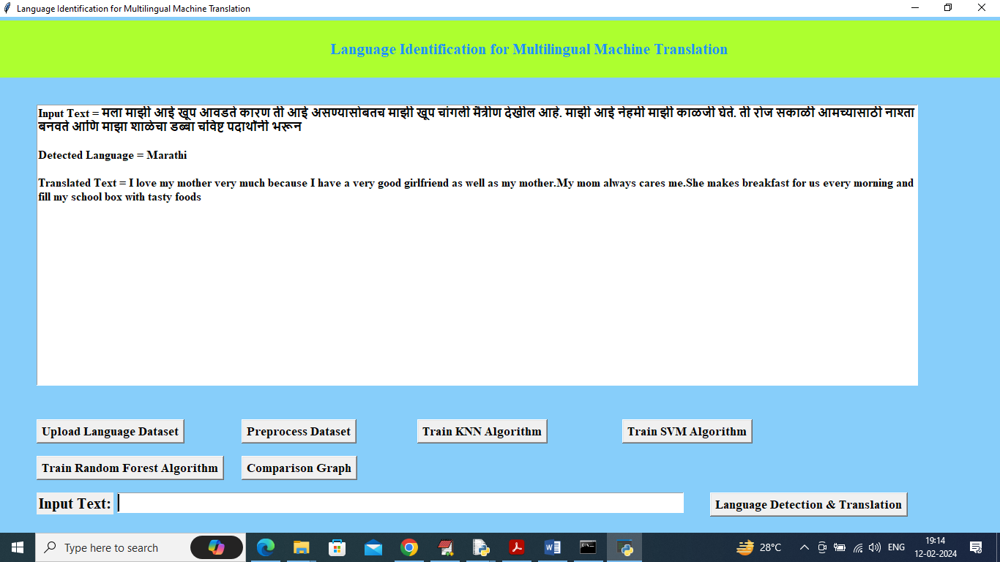 Language Identification for Multilingual Machine Translation
Language Identification for Multilingual Machine Translation
Input Text = मला माझी आई खूप आवडते कारण ती आई असण्यासोबतच माझी खूप चांगली मैत्रीण देखील आहे. माझी आई नेहमी माझी काळजी घेते. ती रोज सकाळी आमच्यासाठी नाश्ता
बनवते आणि माझा शाळेचा डब्बा चविष्ट पदार्थांनी भरून
Detected Language = Marathi
Translated Text = I love my mother very much because I have a very good girlfriend as well as my mother.My mom always cares me.She makes breakfast for us every morning and
fill my school box with tasty foods
Upload Language Dataset
Preprocess Dataset
Train KNN Algorithm
Train SVM Algorithm
Train Random Forest Algorithm
Comparison Graph
Input Text:
Language Detection & Translation
Type here to search
28°C
ENG
19:14
12-02-2024